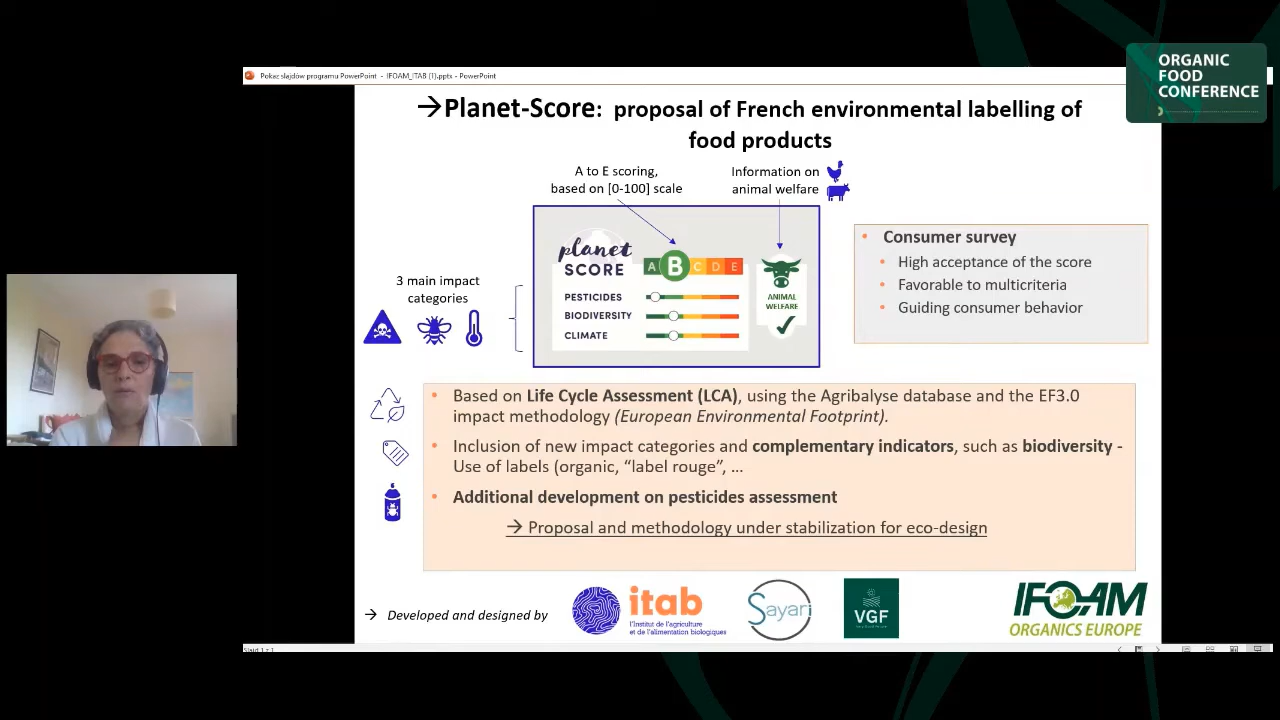 ORGANIC
FOOD
CONFERENCE
Pokaz slajdów programu PowerPoint - IFOAM_ITAB (1).pptx - PowerPoint
→Planet-Score: proposal of French environmental labelling of
food products
A to E scoring,
based on [0-100] scale
Information on
animal welfare
planet
SCORE
A B C D E
PESTICIDES
BIODIVERSITY
CLIMATE
ANIMAL
WELFARE
3 main impact
categories
• Consumer survey
• High acceptance of the score
• Favorable to multicriteria
• Guiding consumer behavior
• Based on Life Cycle Assessment (LCA), using the Agribalyse database and the EF3.0
impact methodology (European Environmental Footprint).
• Inclusion of new impact categories and complementary indicators, such as biodiversity -
Use of labels (organic, “label rouge”, ...
• Additional development on pesticides assessment
→ Proposal and methodology under stabilization for eco-design
→ Developed and designed by
itab
l'Institut de l'agriculture
et de l'alimentation biologiques
Sayari
VGF
IFOAM
ORGANICS EUROPE
Slajd 1 z 1